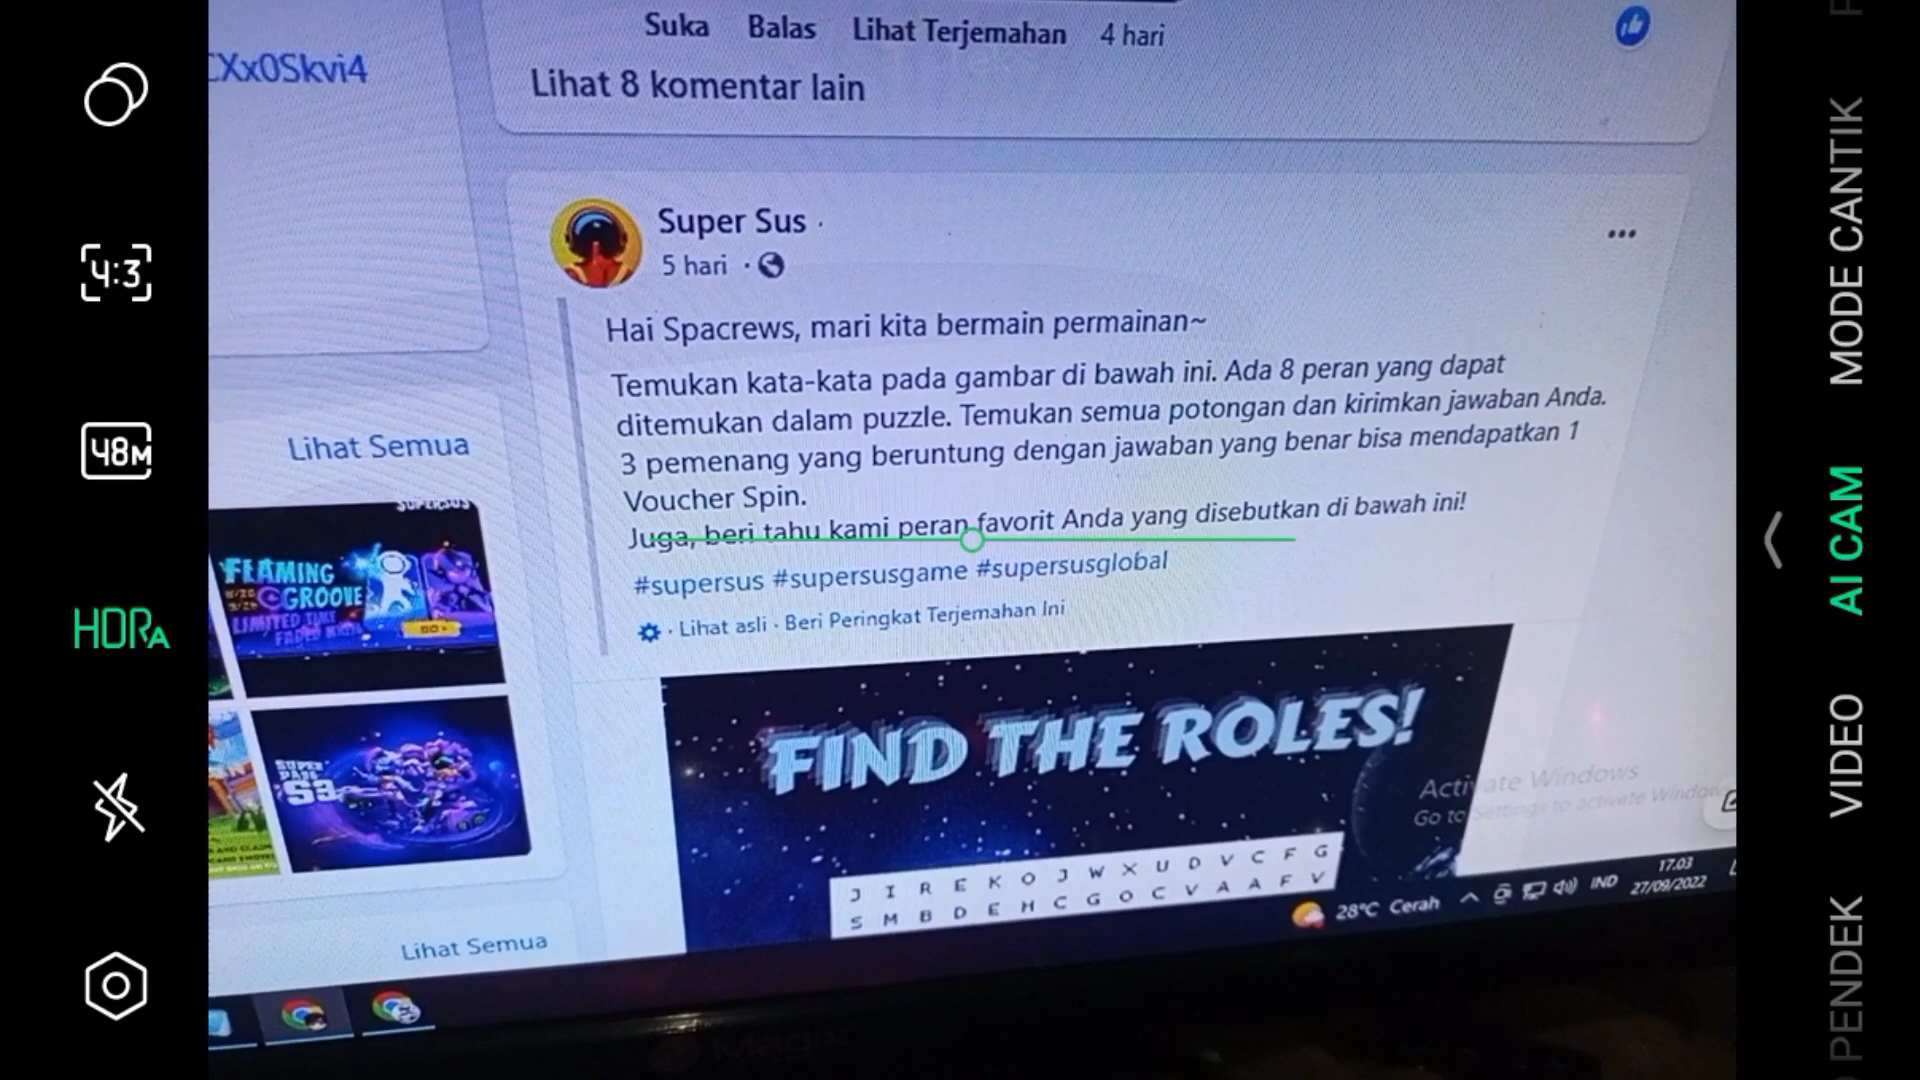 Suka Balas Lihat Terjemahan 4 hari
Lihat 8 komentar lain
CXx0Skvi4
4:3
48M
HDRA
Super Sus ·
5 hari ·
Hai Spacrews, mari kita bermain permainan~
Temukan kata-kata pada gambar di bawah ini. Ada 8 peran yang dapat
ditemukan dalam puzzle. Temukan semua potongan dan kirimkan jawaban Anda.
3 pemenang yang beruntung dengan jawaban yang benar bisa mendapatkan 1
Voucher Spin.
Juga, beri tahu kami peran favorit Anda yang disebutkan di bawah ini!
#supersus #supersusgame #supersusglobal
· Lihat asli · Beri Peringkat Terjemahan Ini
Lihat Semua
SUPERSUS
FLAMING
GROOVE
LIMITED TIME
GO
SUPER
PASS
S3
Lihat Semua
FIND THE ROLES!
J I R E K O J W X U D V C F G
S M B D E H C G O C V A A F V
Activate Windows
Go to Settings to activate Windows
28°C Cerah
IND
17.03
27/09/2022
MODE CANTIK
AI CAM
VIDEO
PENDEK